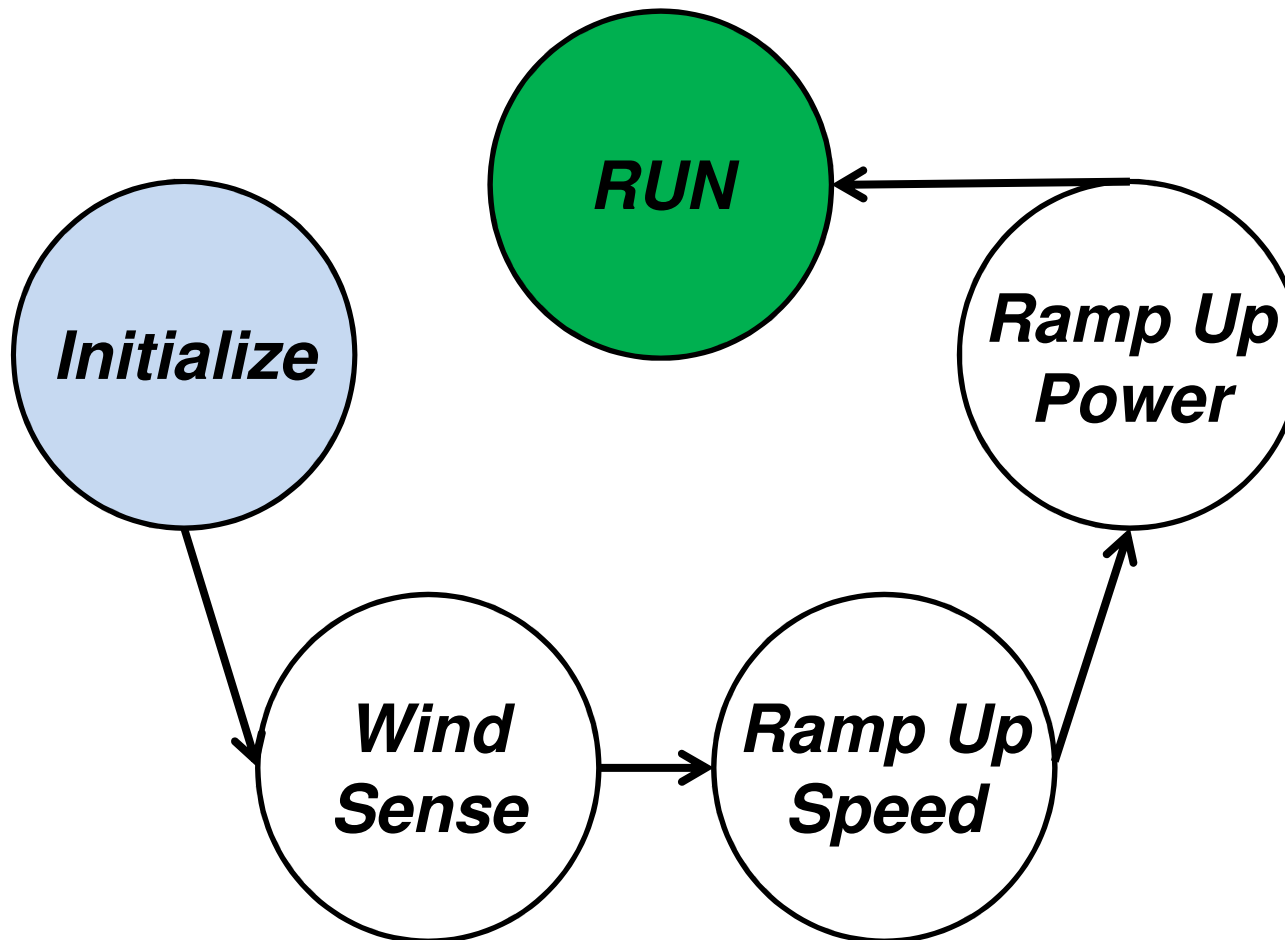 RUN
Initialize
Ramp Up
Power
Wind
Sense
Ramp Up
Speed